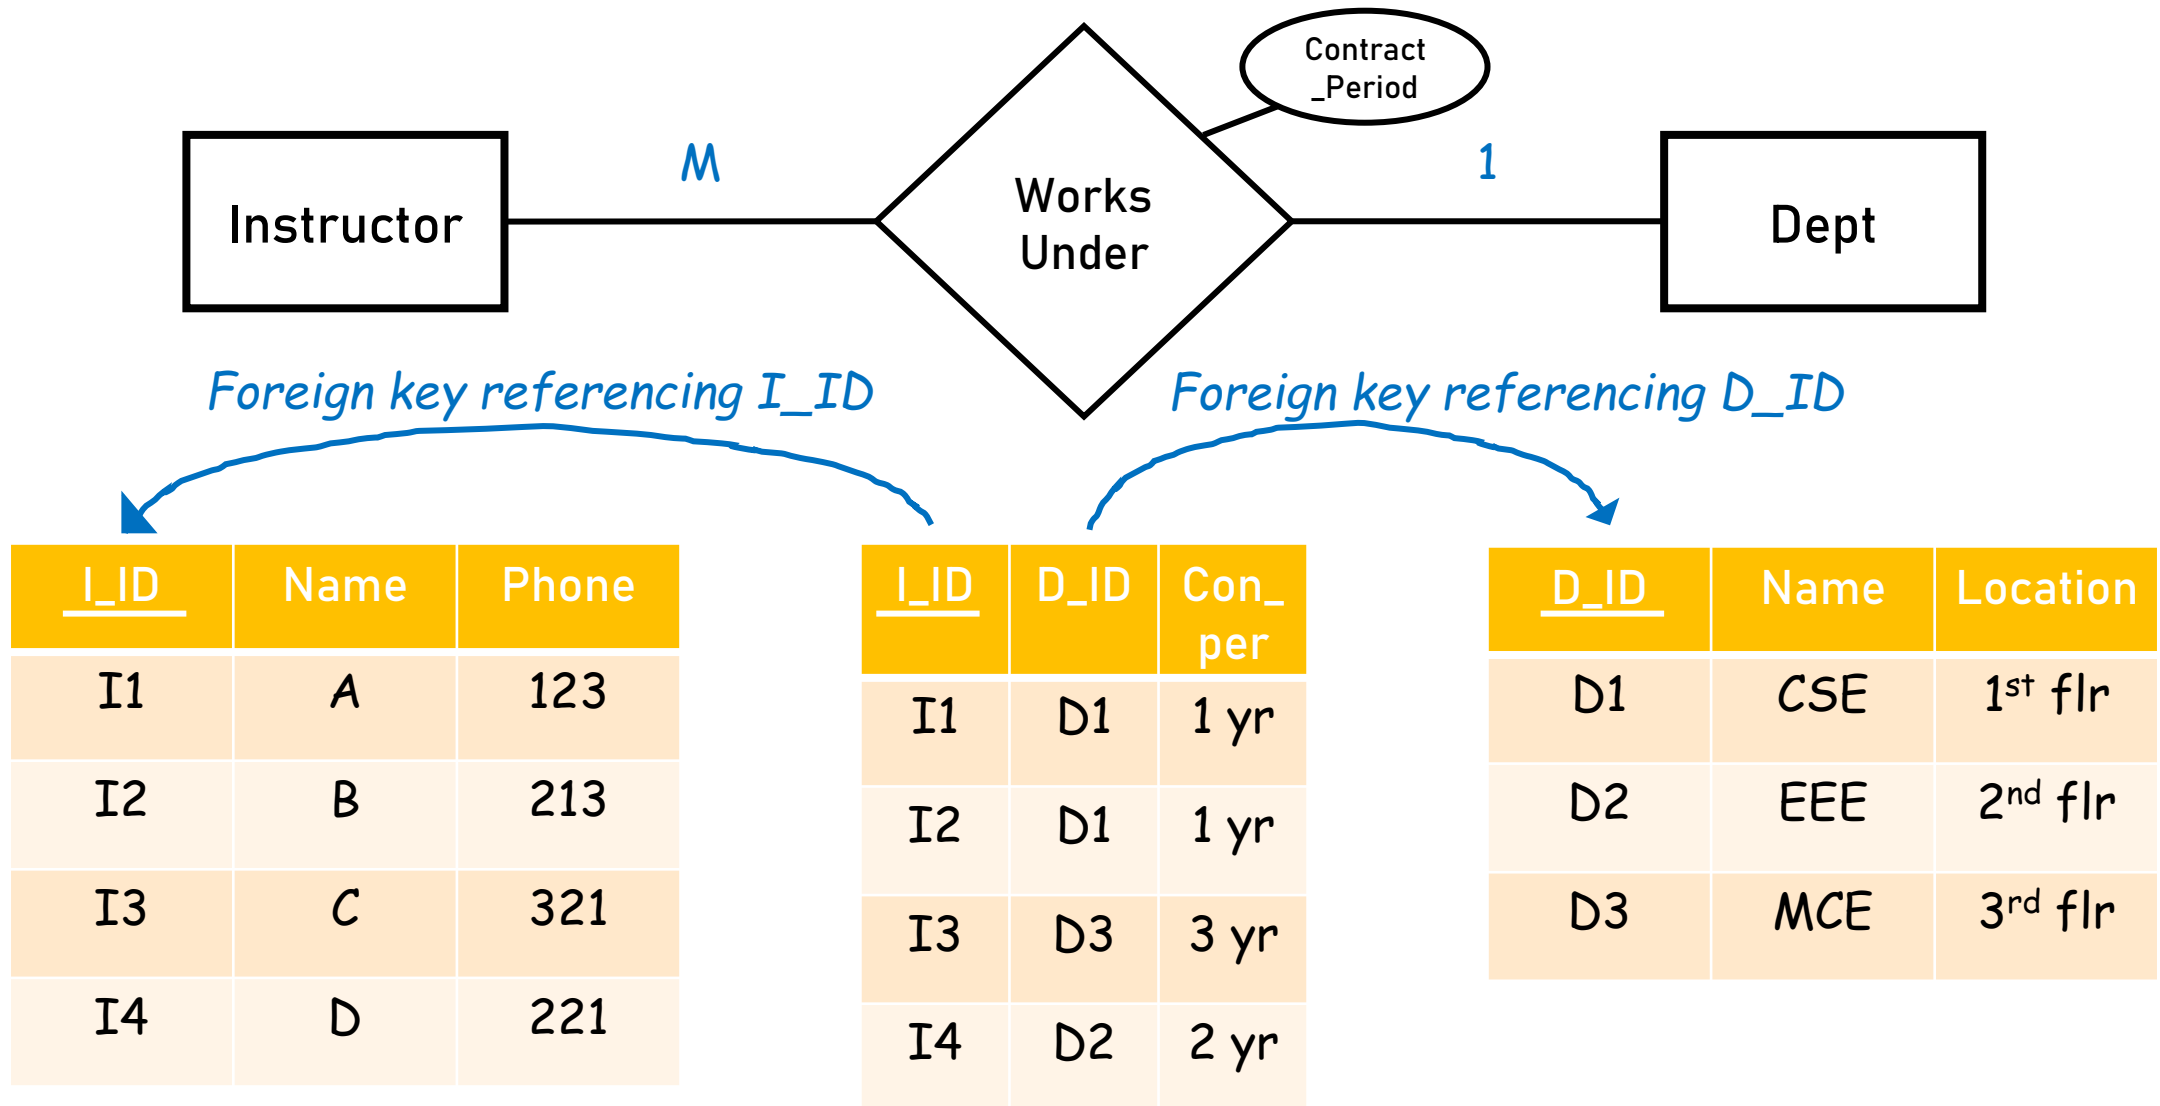 Contract
_Period
M
1
Instructor
Works
Under
Dept
Foreign key referencing I_ID
Foreign key referencing D_ID
I_ID Name Phone
I1 A 123
I2 B 213
I3 C 321
I4 D 221
I_ID D_ID Con_
per
I1 D1 1 yr
I2 D1 1 yr
I3 D3 3 yr
I4 D2 2 yr
D_ID Name Location
D1 CSE 1st flr
D2 EEE 2nd flr
D3 MCE 3rd flr